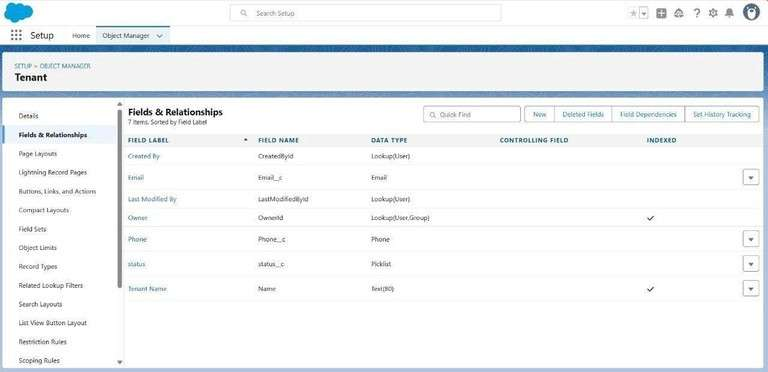 Search Setup
Setup
Home
Object Manager
SETUP > OBJECT MANAGER
Tenant
Details
Fields & Relationships
Page Layouts
Lightning Record Pages
Buttons, Links, and Actions
Compact Layouts
Field Sets
Object Limits
Record Types
Related Lookup Filters
Search Layouts
List View Button Layout
Restriction Rules
Scoping Rules
Fields & Relationships
7 Items, Sorted by Field Label
Quick Find
New
Deleted Fields
Field Dependencies
Set History Tracking
FIELD LABEL FIELD NAME DATA TYPE CONTROLLING FIELD INDEXED
Created By CreatedById Lookup(User)
Email Email__c Email
Last Modified By LastModifiedById Lookup(User)
Owner OwnerId Lookup(User,Group)
Phone Phone__c Phone
status status__c Picklist
Tenant Name Name Text(80)